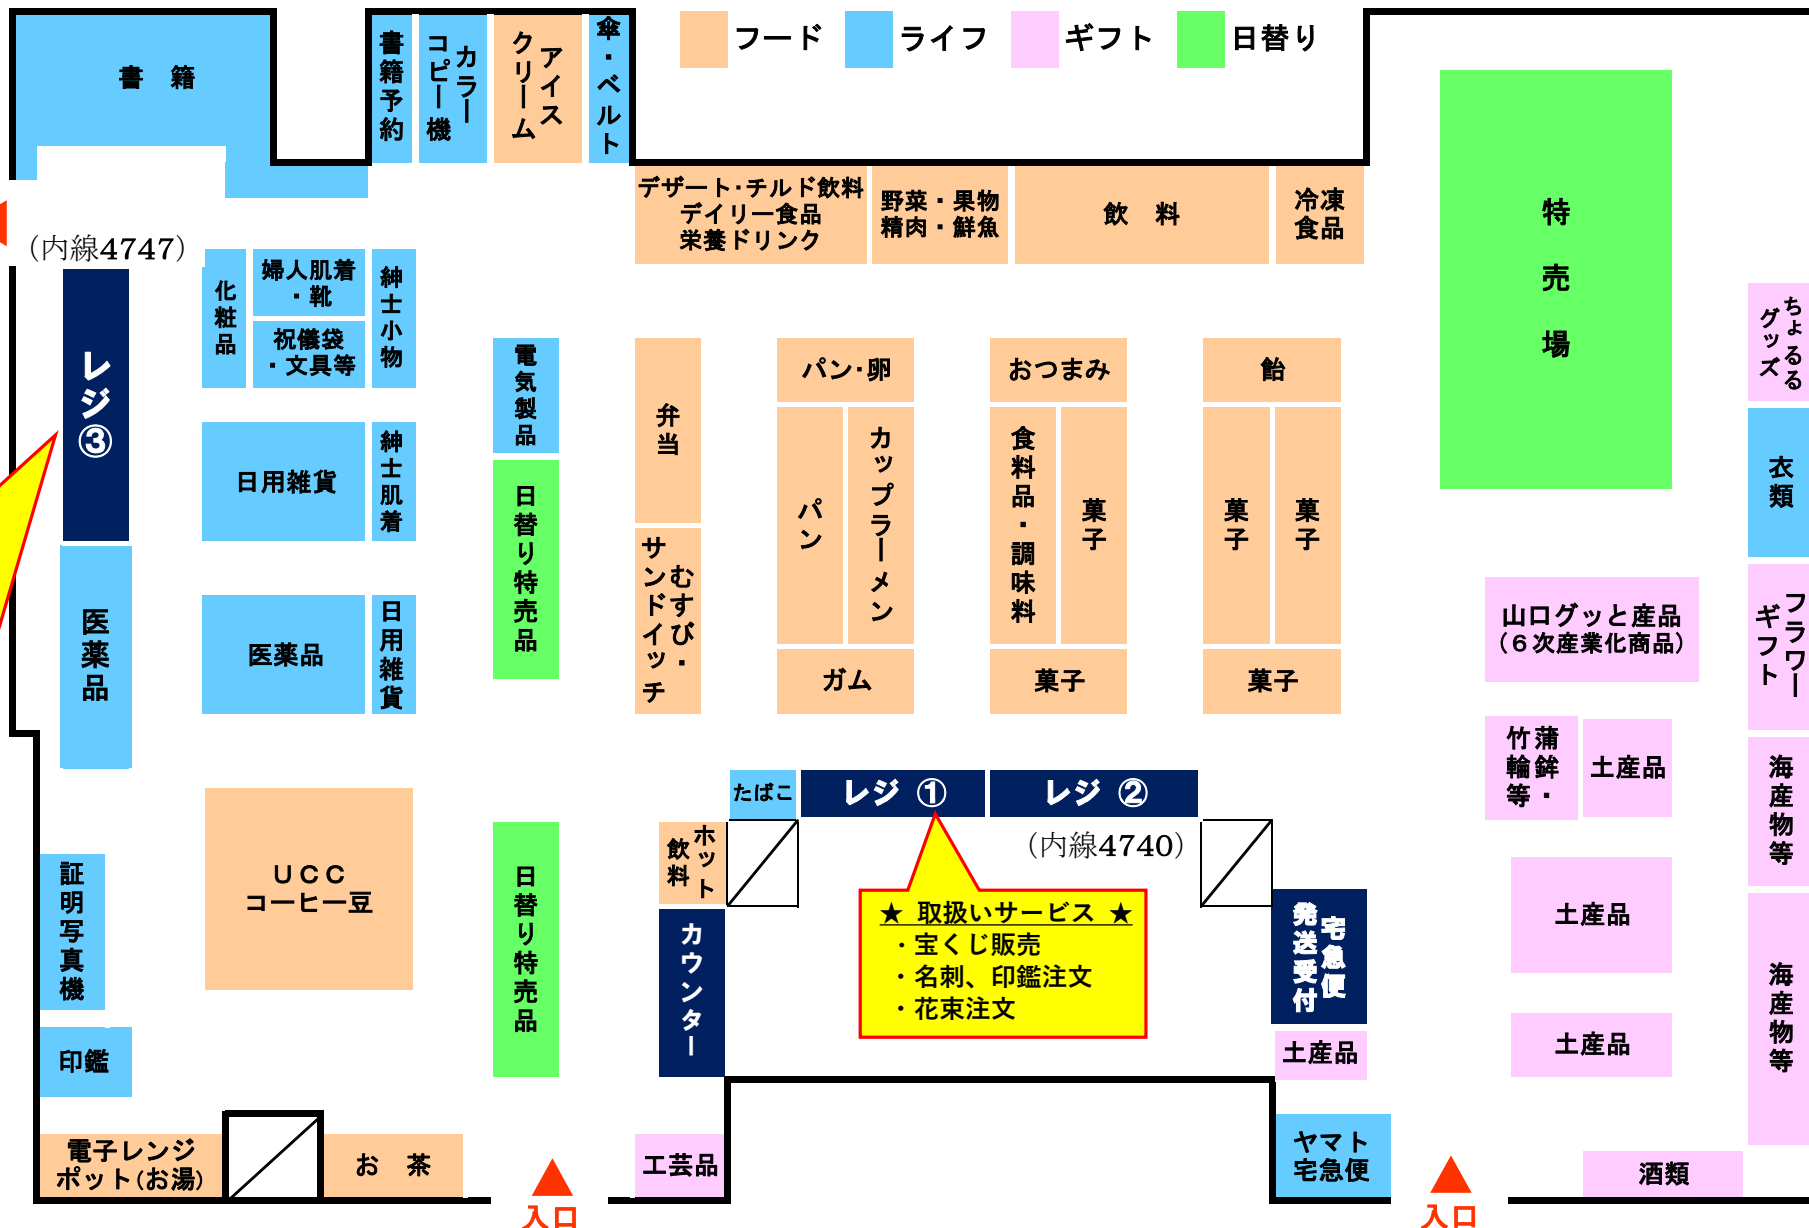 フード
ライフ
ギフト
日替り
書　籍
書籍予約
カラー
コピー機
アイス
クリーム
傘・ベルト
デザート・チルド飲料
デイリー食品
栄養ドリンク
野菜・果物
精肉・鮮魚
飲　料
冷凍
食品
特売場
（内線4747）
レジ③
化粧品
婦人肌着
・靴
祝儀袋
・文具等
紳士小物
日用雑貨
紳士肌着
医薬品
医薬品
日用雑貨
電気製品
日替り特売品
弁当
むすび・
サンドイッチ
パン・卵
パン
カップラーメン
ガム
おつまみ
食料品・調味料
菓子
菓子
飴
菓子
菓子
菓子
ちょるる
グッズ
衣類
フラワー
ギフト
山口グッと産品
（６次産業化商品）
蒲鉾・
竹輪等
土産品
海産物等
土産品
土産品
海産物等
酒類
たばこ
レジ ①
レジ ②
（内線4740）
ホット
飲料
カウンター
★ 取扱いサービス ★
・宝くじ販売
・名刺、印鑑注文
・花束注文
宅急便
発送受付
土産品
ヤマト
宅急便
UCC
コーヒー豆
日替り特売品
証明写真機
印鑑
電子レンジ
ポット(お湯)
お　茶
工芸品
入口
入口